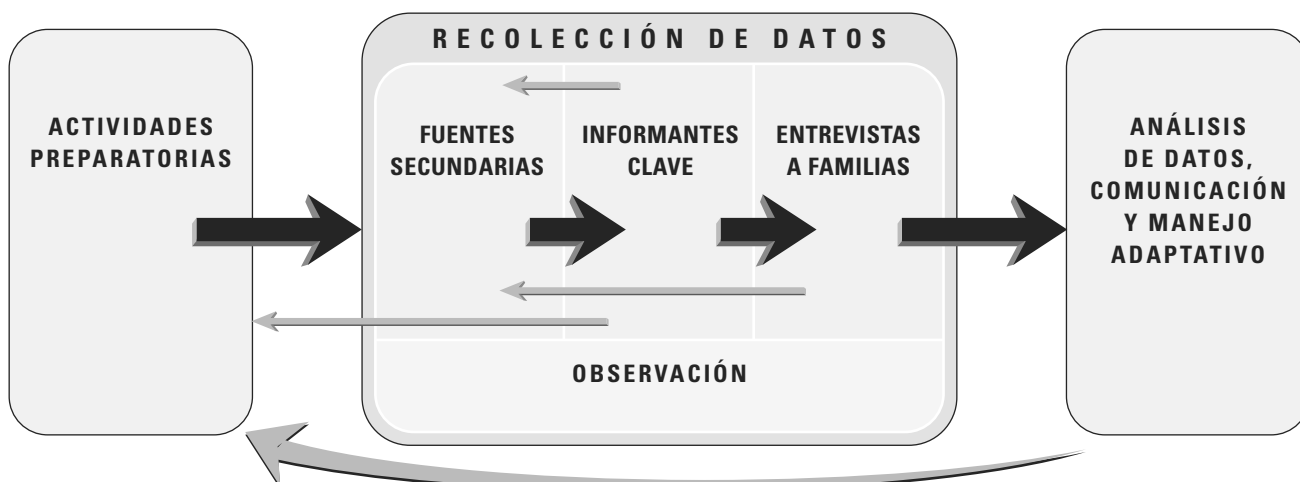 RECOLECCIÓN DE DATOS
ACTIVIDADES
PREPARATORIAS
FUENTES
SECUNDARIAS
INFORMANTES
CLAVE
ENTREVISTAS
A FAMILIAS
OBSERVACIÓN
ANÁLISIS
DE DATOS,
COMUNICACIÓN
Y MANEJO
ADAPTATIVO